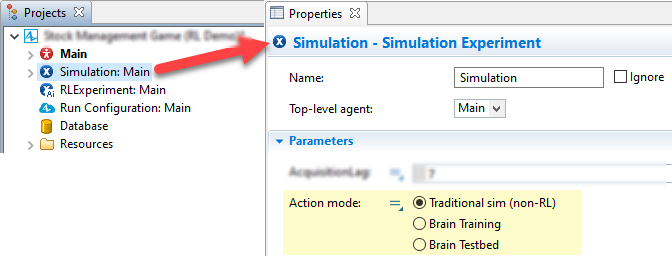 Projects
Stock Management Game (RL Demo)
Main
Simulation: Main
RLExperiment: Main
Run Configuration: Main
Database
Resources
Properties
Simulation - Simulation Experiment
Name:
Simulation
Ignore
Top-level agent:
Main
Parameters
AcquisitionLag:
7
Action mode:
Traditional sim (non-RL)
Brain Training
Brain Testbed